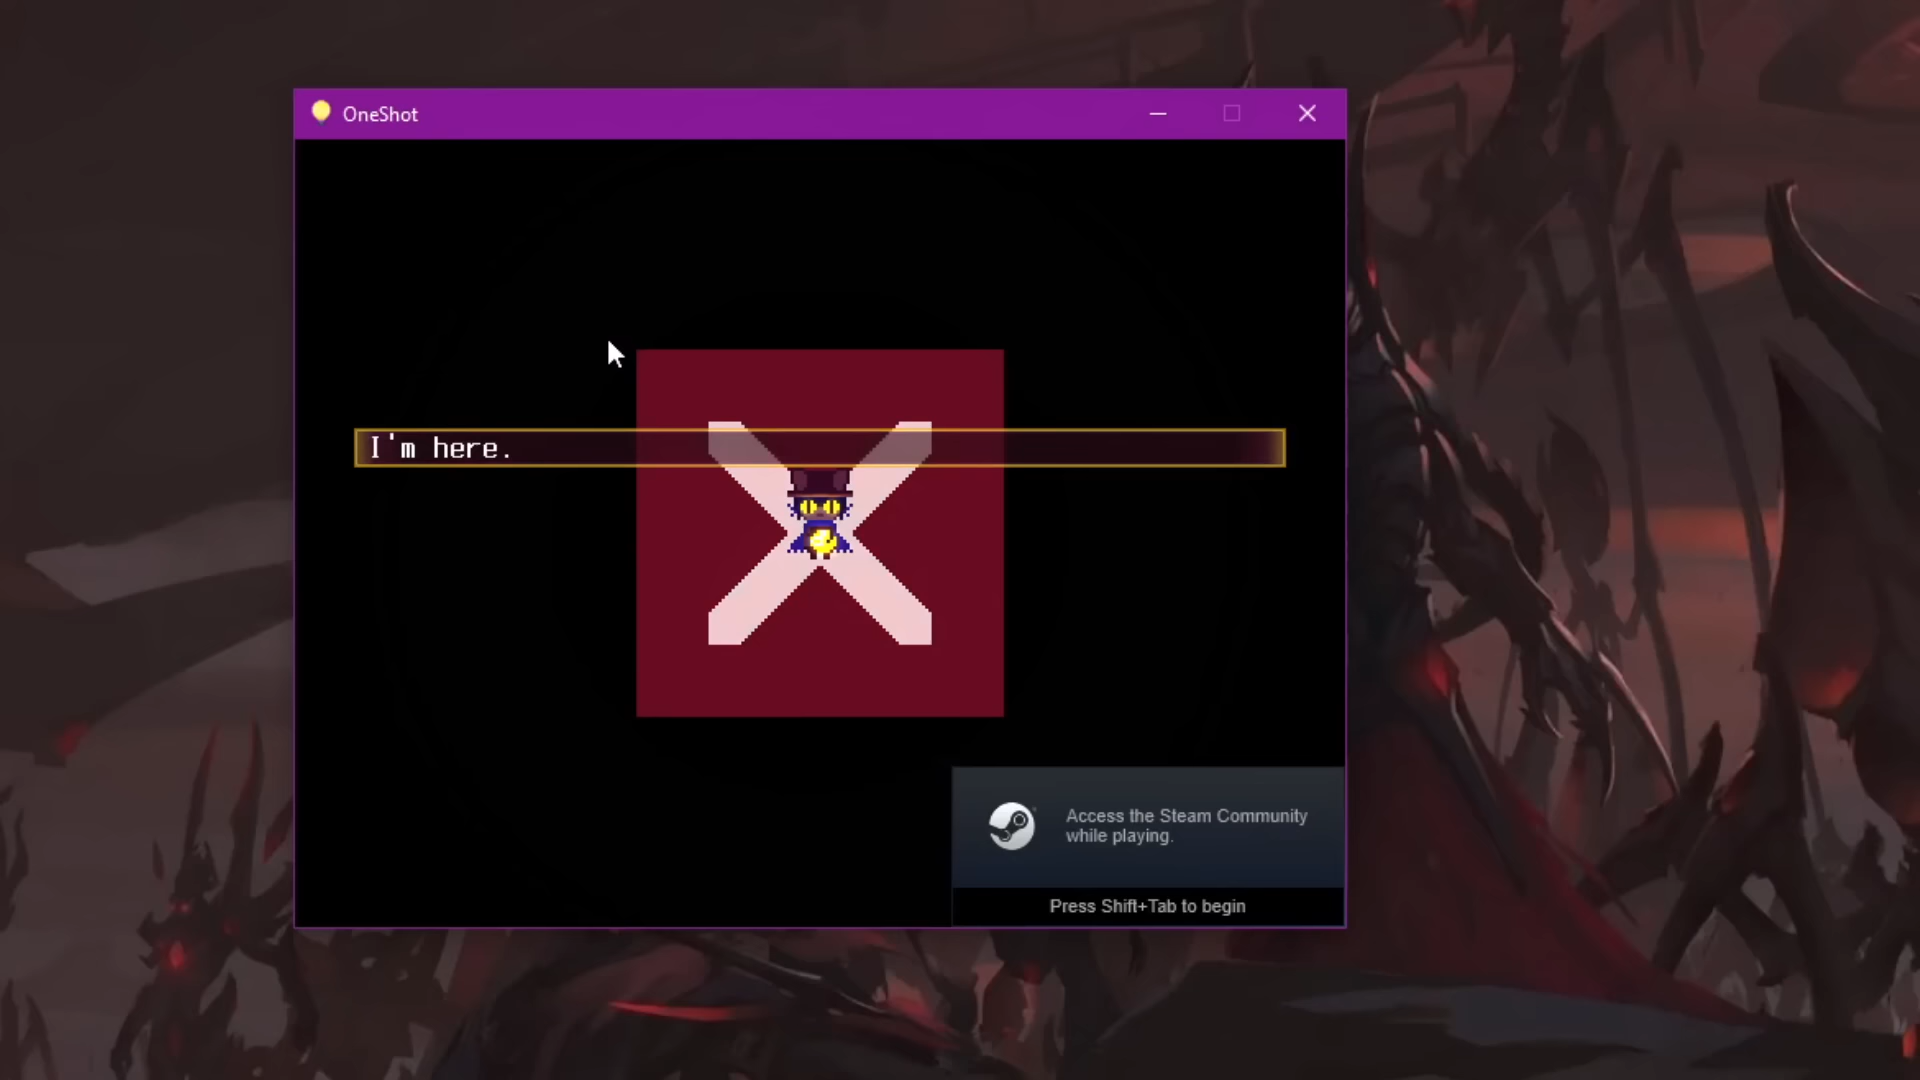 OneShot
I'm here.
Access the Steam Community
while playing.
Press Shift+Tab to begin